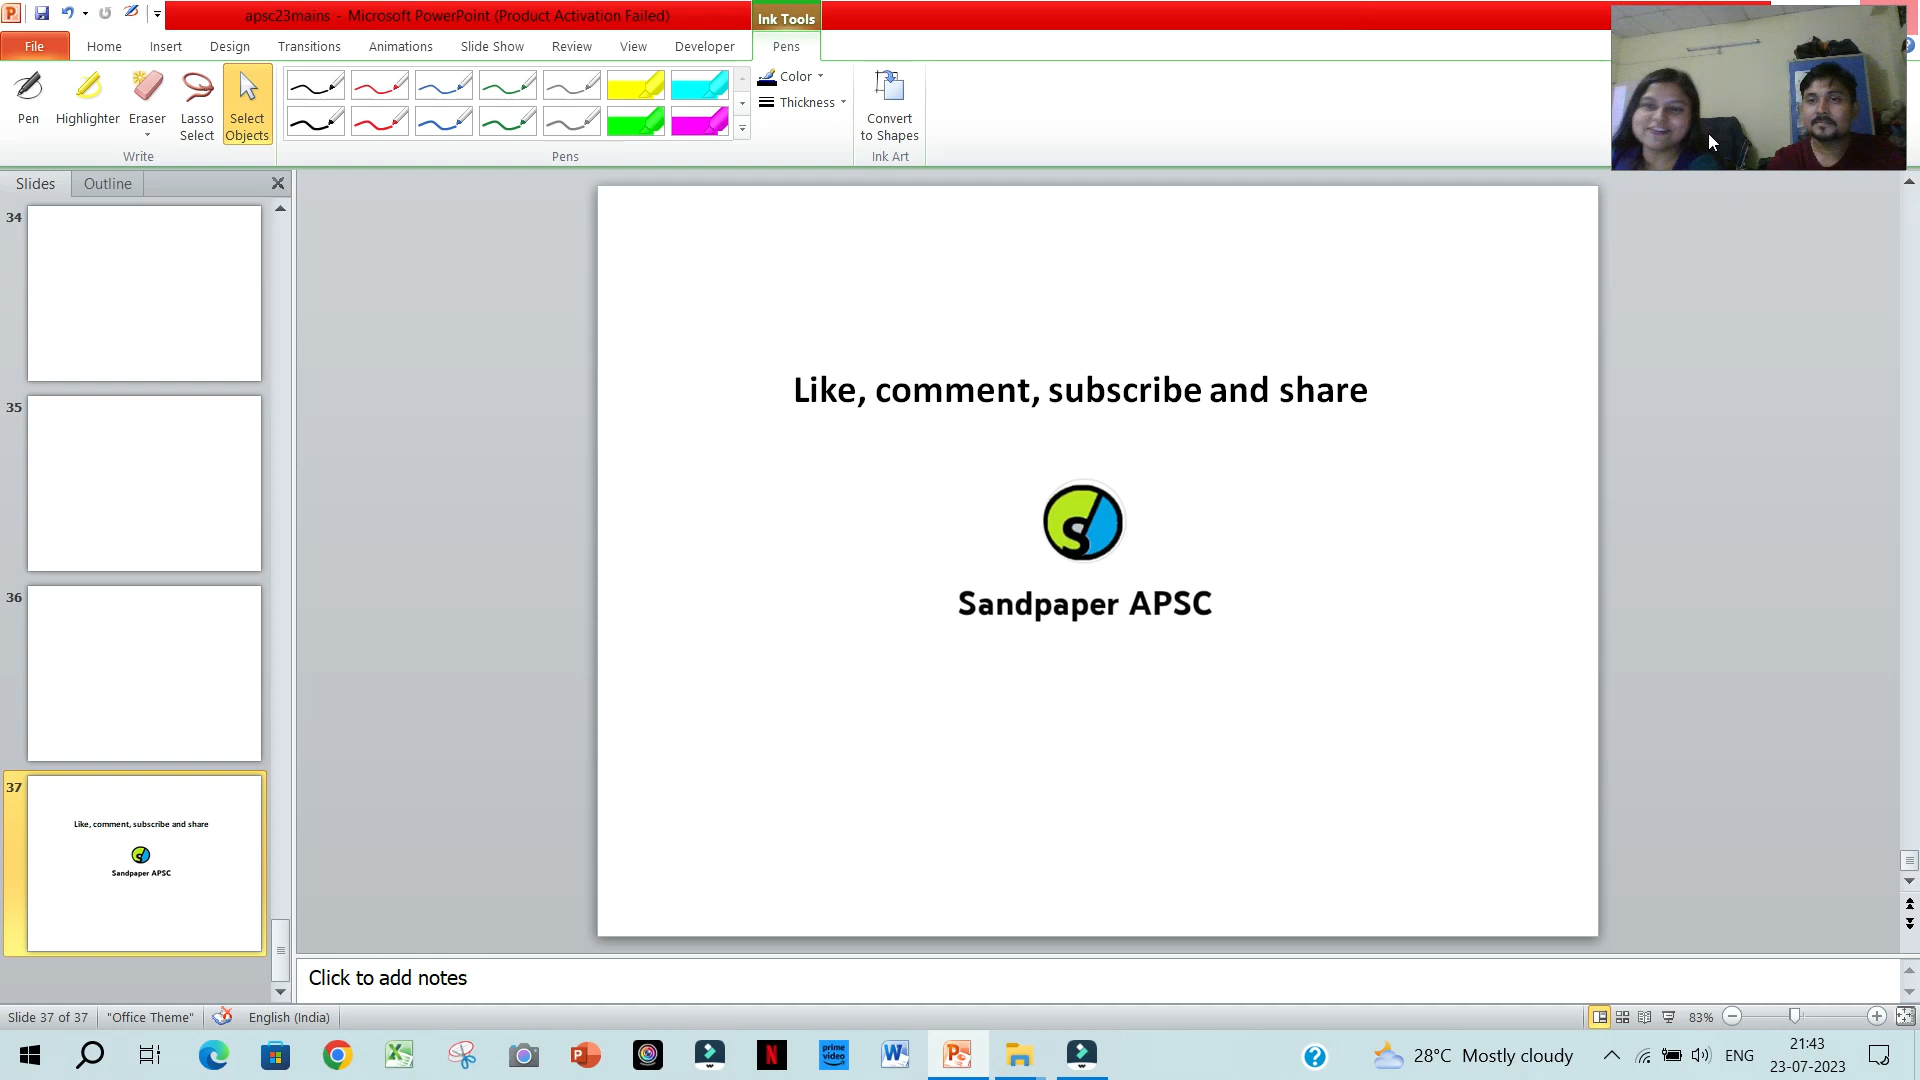 apsc23mains - Microsoft PowerPoint (Product Activation Failed)
Ink Tools
File Home Insert Design Transitions Animations Slide Show Review View Developer Pens
Pen Highlighter Eraser Lasso Select Select Objects
Color
Thickness
Convert to Shapes
Write Pens Ink Art
Slides Outline
34
35
36
37
Like, comment, subscribe and share
Sandpaper APSC
Like, comment, subscribe and share
Sandpaper APSC
Click to add notes
Slide 37 of 37 "Office Theme" English (India) 83%
28°C Mostly cloudy ENG 21:43
23-07-2023